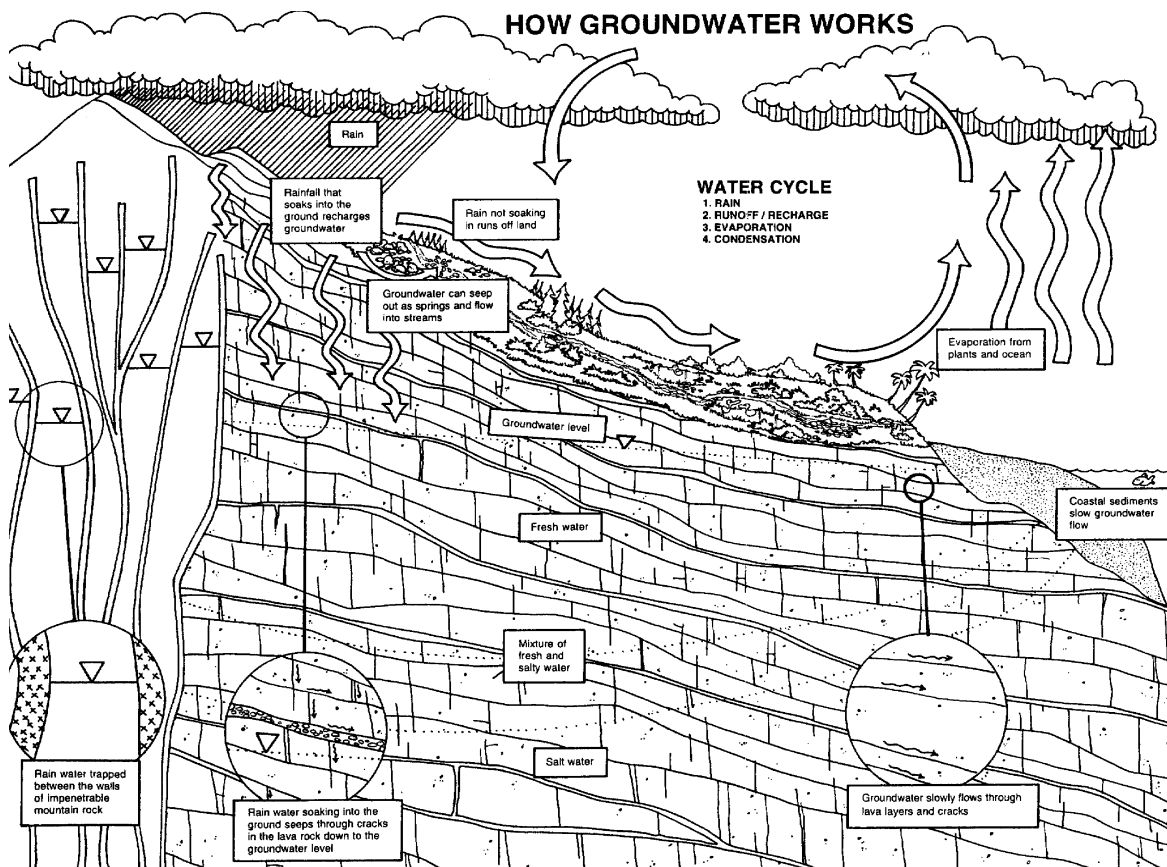 HOW GROUNDWATER WORKS
Rain
Rainfall that
soaks into the
ground recharges
groundwater
Rain not soaking
in runs off land
WATER CYCLE
1. RAIN
2. RUNOFF / RECHARGE
3. EVAPORATION
4. CONDENSATION
Groundwater can seep
out as springs and flow
into streams
Evaporation from
plants and ocean
Groundwater level
Coastal sediments
slow groundwater
flow
Fresh water
Mixture of
fresh and
salty water
Salt water
Rain water trapped
between the walls
of impenetrable
mountain rock
Rain water soaking into the
ground seeps through cracks
in the lava rock down to the
groundwater level
Groundwater slowly flows through
lava layers and cracks